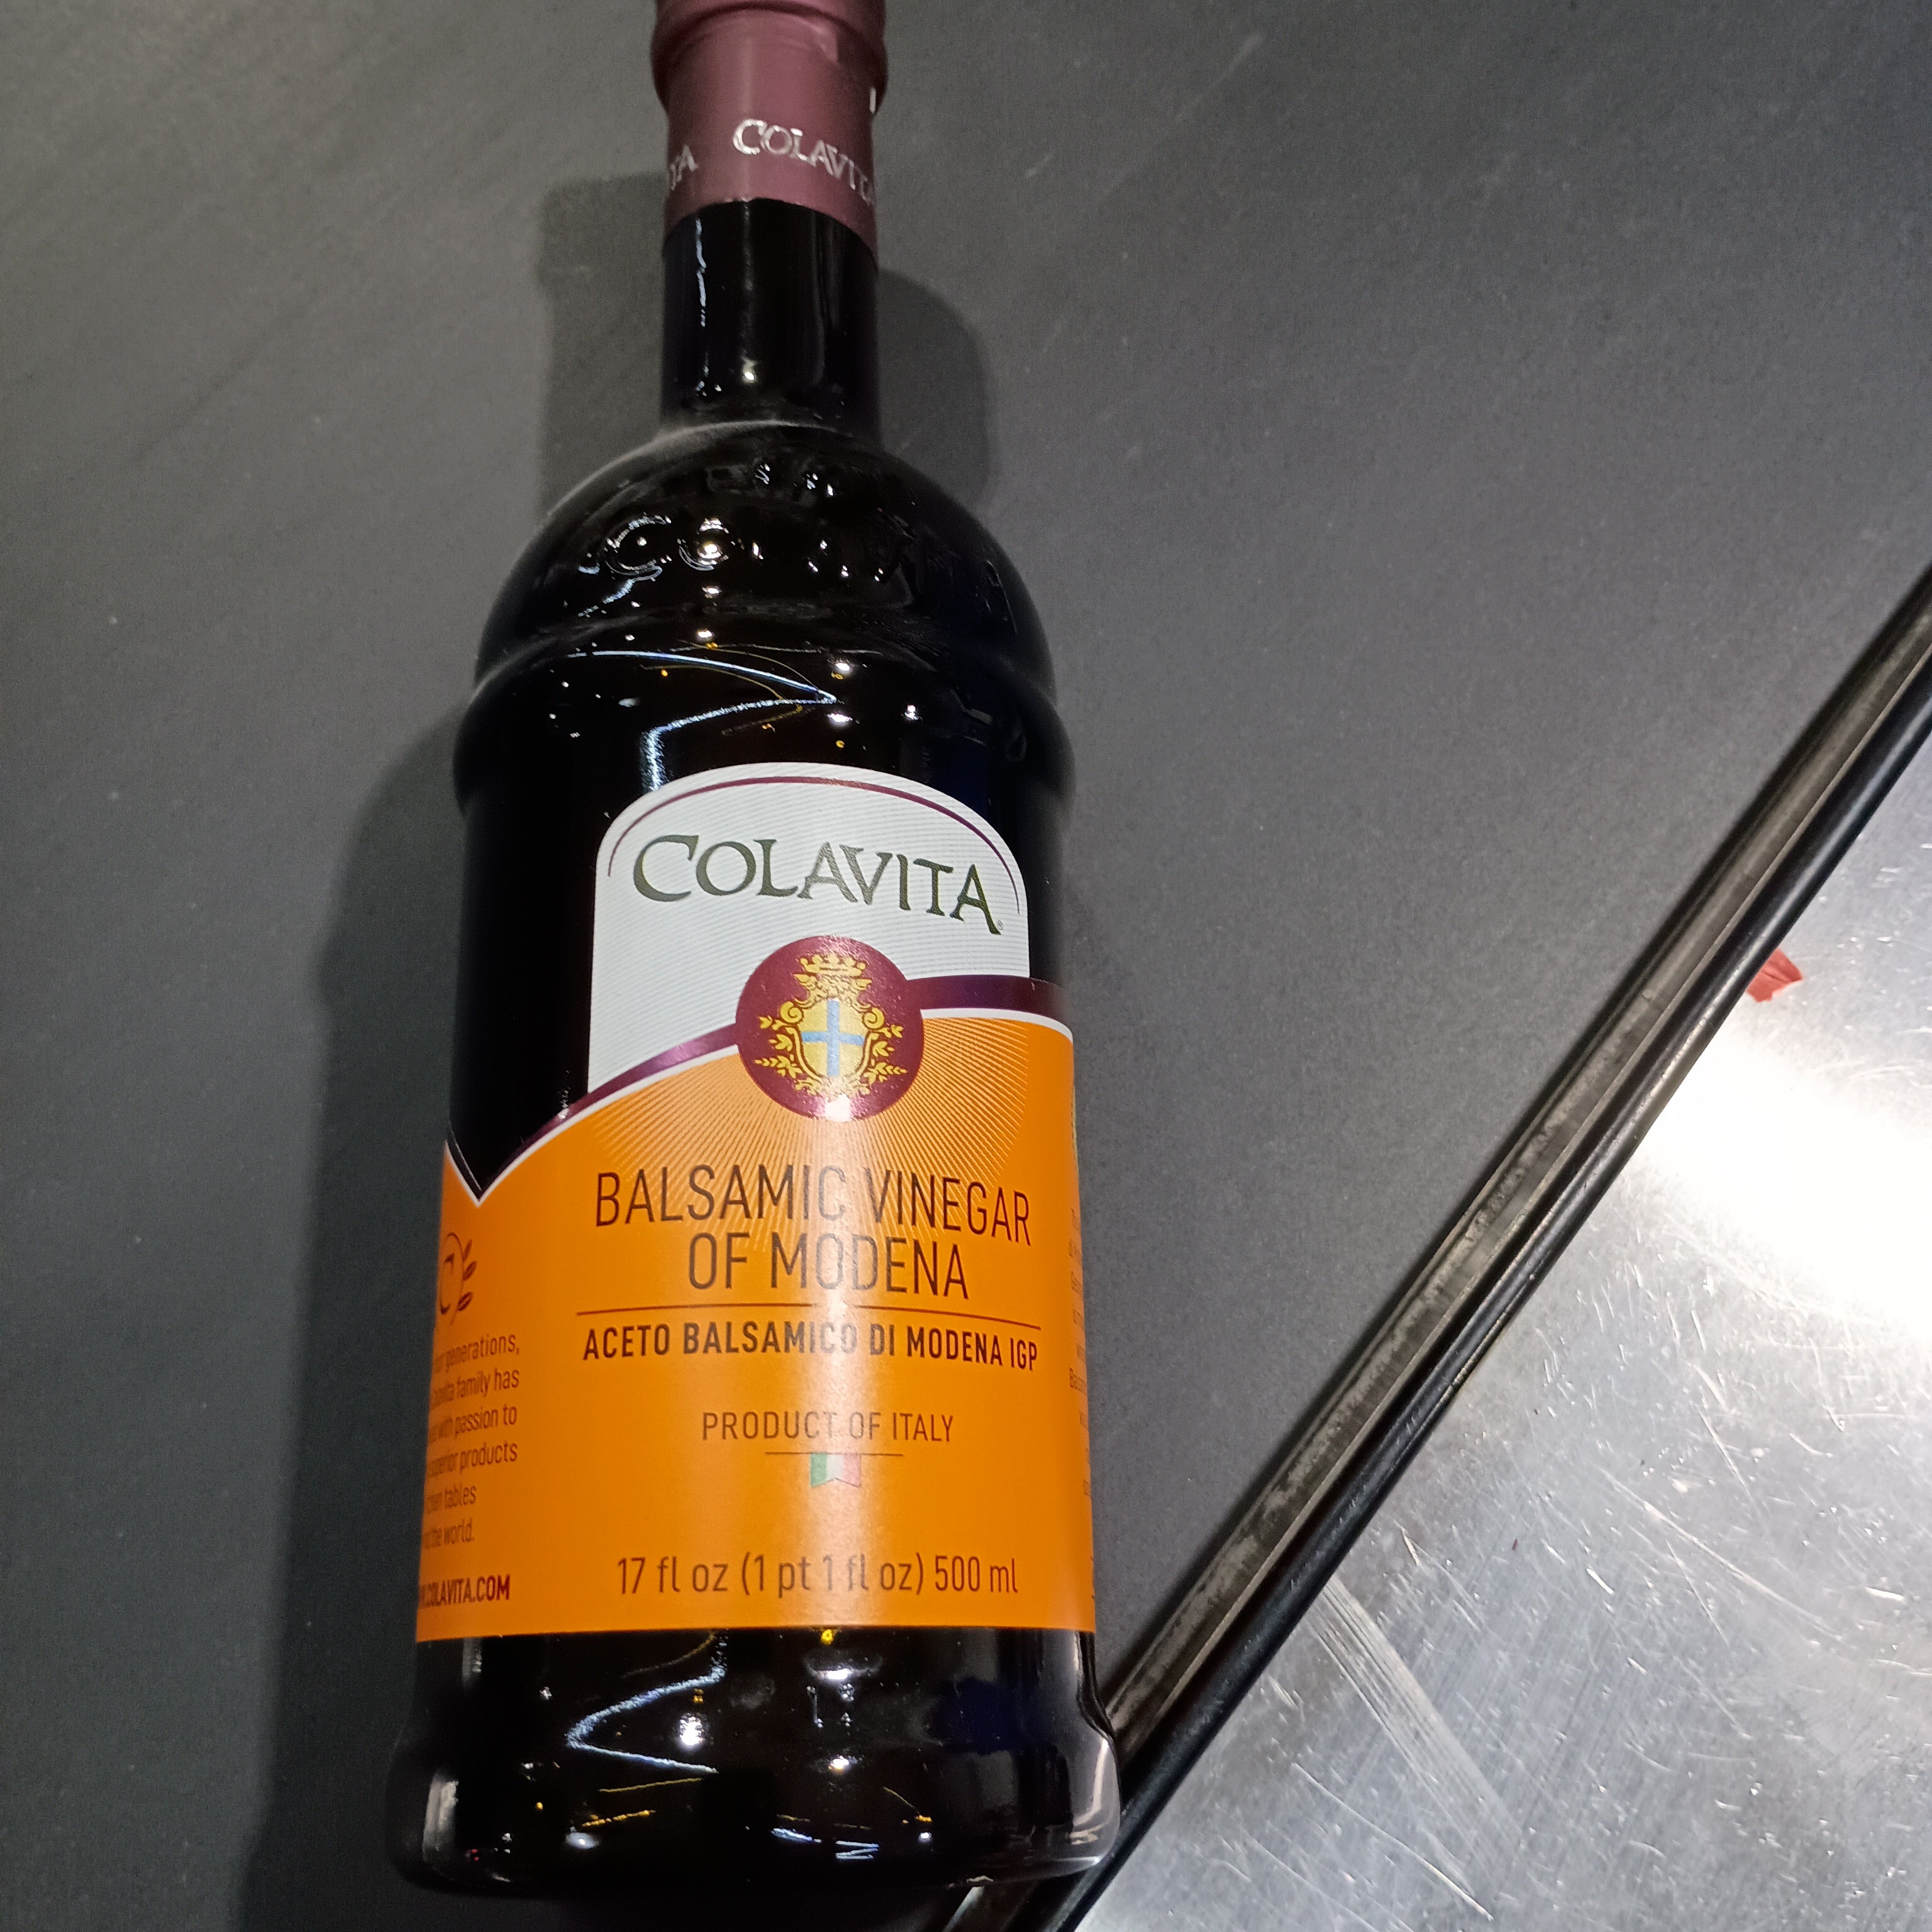 COLAVITA
COLAVITA
COLAVITA
BALSAMIC VINEGAR
OF MODENA
ACETO BALSAMICO DI MODENA IGP
PRODUCT OF ITALY
17 fl oz (1 pt 1 fl oz) 500 ml
generations,
family has
with passion to
superior products
tables
the world.
COLAVITA.COM